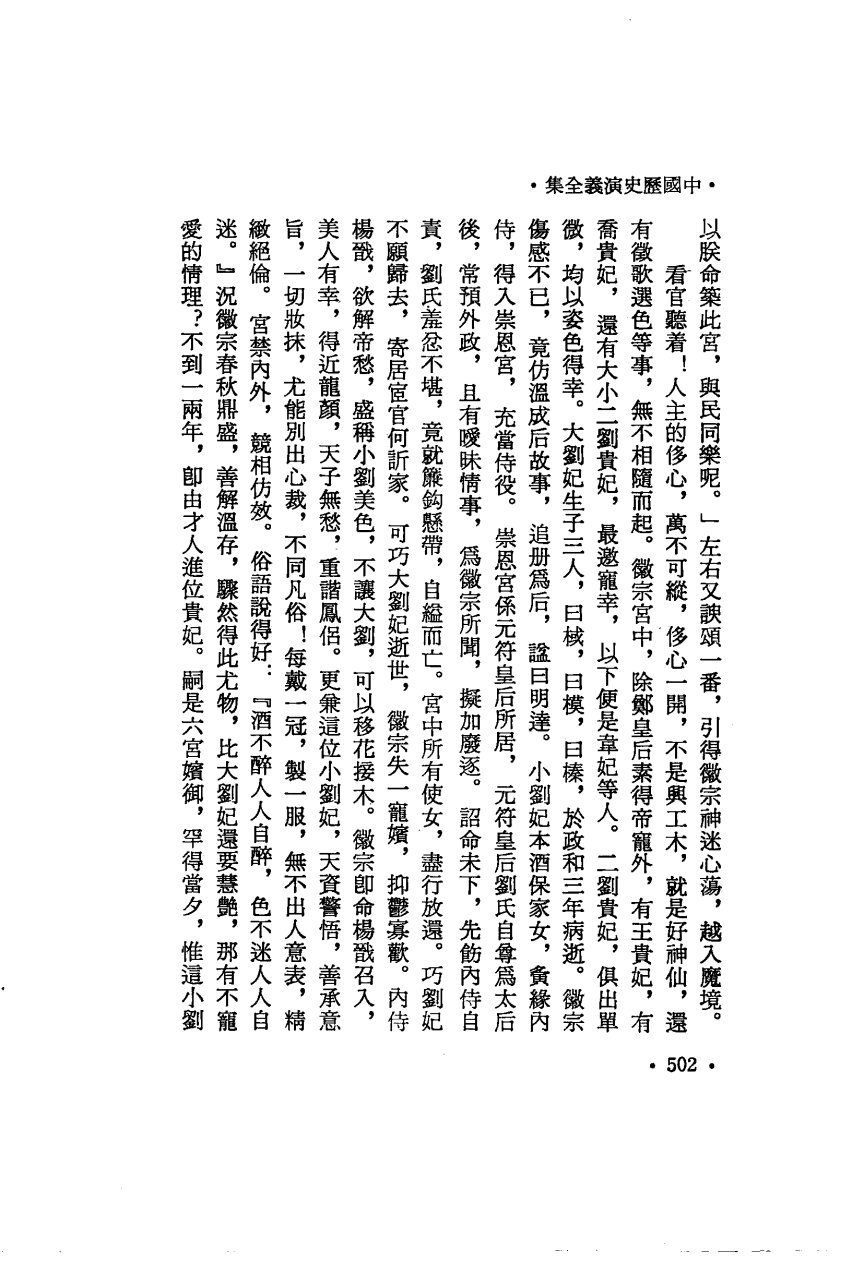 •中國歷史演義全集•
以朕命築此宮，與民同樂呢。」左右又諛頌一番，引得徽宗神迷心蕩，越入魔境。
看官聽着！人主的侈心，萬不可縱，侈心一開，不是興工木，就是好神仙，還
有徵歌選色等事，無不相隨而起。徽宗宮中，除鄭皇后素得帝寵外，有王貴妃，有
喬貴妃，還有大小二劉貴妃，最邀寵幸，以下便是韋妃等人。二劉貴妃，俱出單
微，均以姿色得幸。大劉妃生子三人，曰棫，曰模，曰榛，於政和三年病逝。徽宗
傷感不已，竟仿溫成后故事，追册爲后，諡曰明達。小劉妃本酒保家女，夤緣內
侍，得入崇恩宮，充當侍役。崇恩宮係元符皇后所居，元符皇后劉氏自尊爲太后
後，常預外政，且有曖昧情事，爲徽宗所聞，擬加廢逐。詔命未下，先飭內侍自
責，劉氏羞忿不堪，竟就簾鈎懸帶，自縊而亡。宮中所有使女，盡行放還。巧劉妃
不願歸去，寄居宦官何訢家。可巧大劉妃逝世，徽宗失一寵嬪，抑鬱寡歡。內侍
楊戩，欲解帝愁，盛稱小劉美色，不讓大劉，可以移花接木。徽宗卽命楊戩召入，
美人有幸，得近龍顏，天子無愁，重諧鳳侶。更兼這位小劉妃，天資警悟，善承意
旨，一切妝抹，尤能別出心裁，不同凡俗！每戴一冠，製一服，無不出人意表，精
緻絕倫。宮禁內外，競相仿效。俗語說得好：『酒不醉人人自醉，色不迷人人自
迷。』況徽宗春秋鼎盛，善解溫存，驟然得此尤物，比大劉妃還要慧艷，那有不寵
愛的情理？不到一兩年，卽由才人進位貴妃。嗣是六宮嬪御，罕得當夕，惟這小劉
•502•